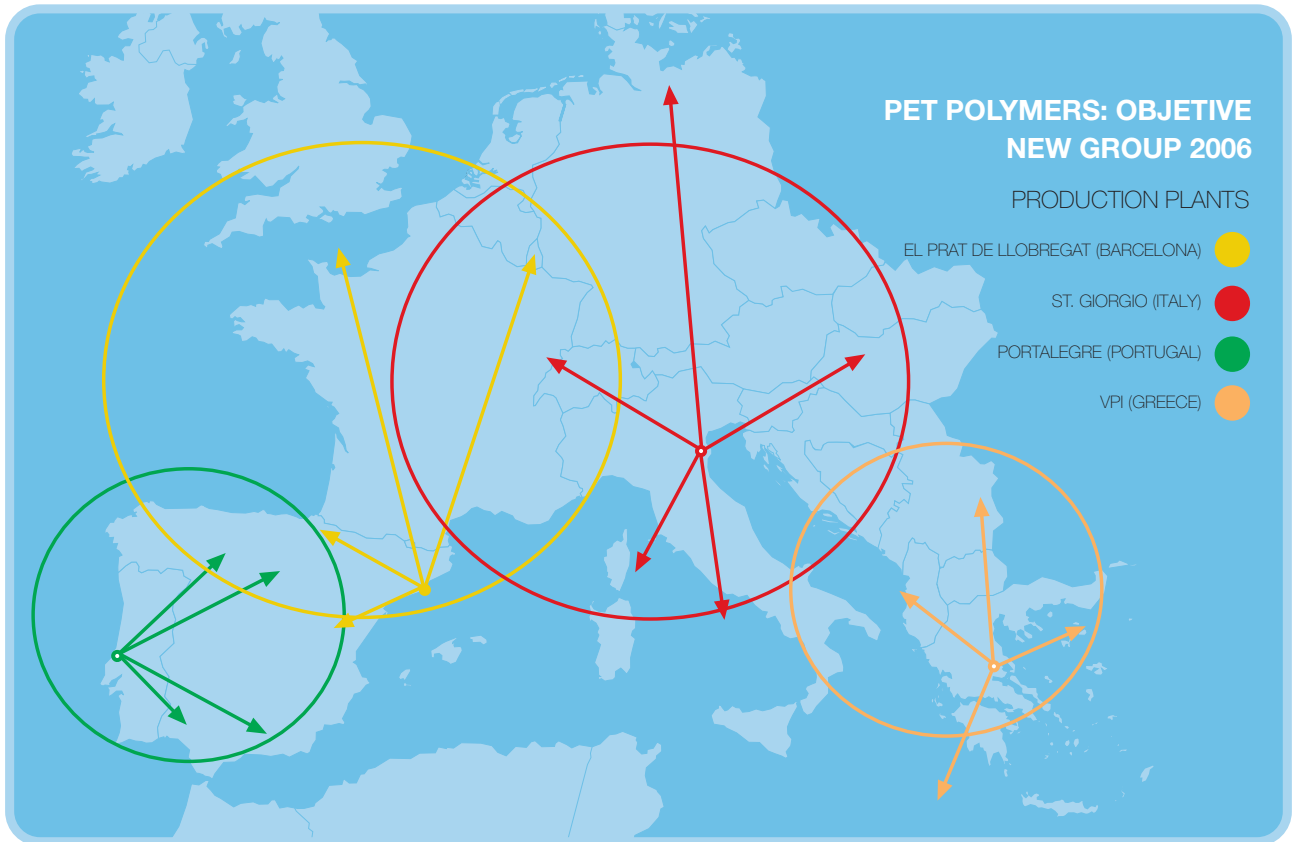 PET POLYMERS: OBJETIVE
NEW GROUP 2006
PRODUCTION PLANTS
EL PRAT DE LLOBREGAT (BARCELONA)
ST. GIORGIO (ITALY)
PORTALEGRE (PORTUGAL)
VPI (GREECE)